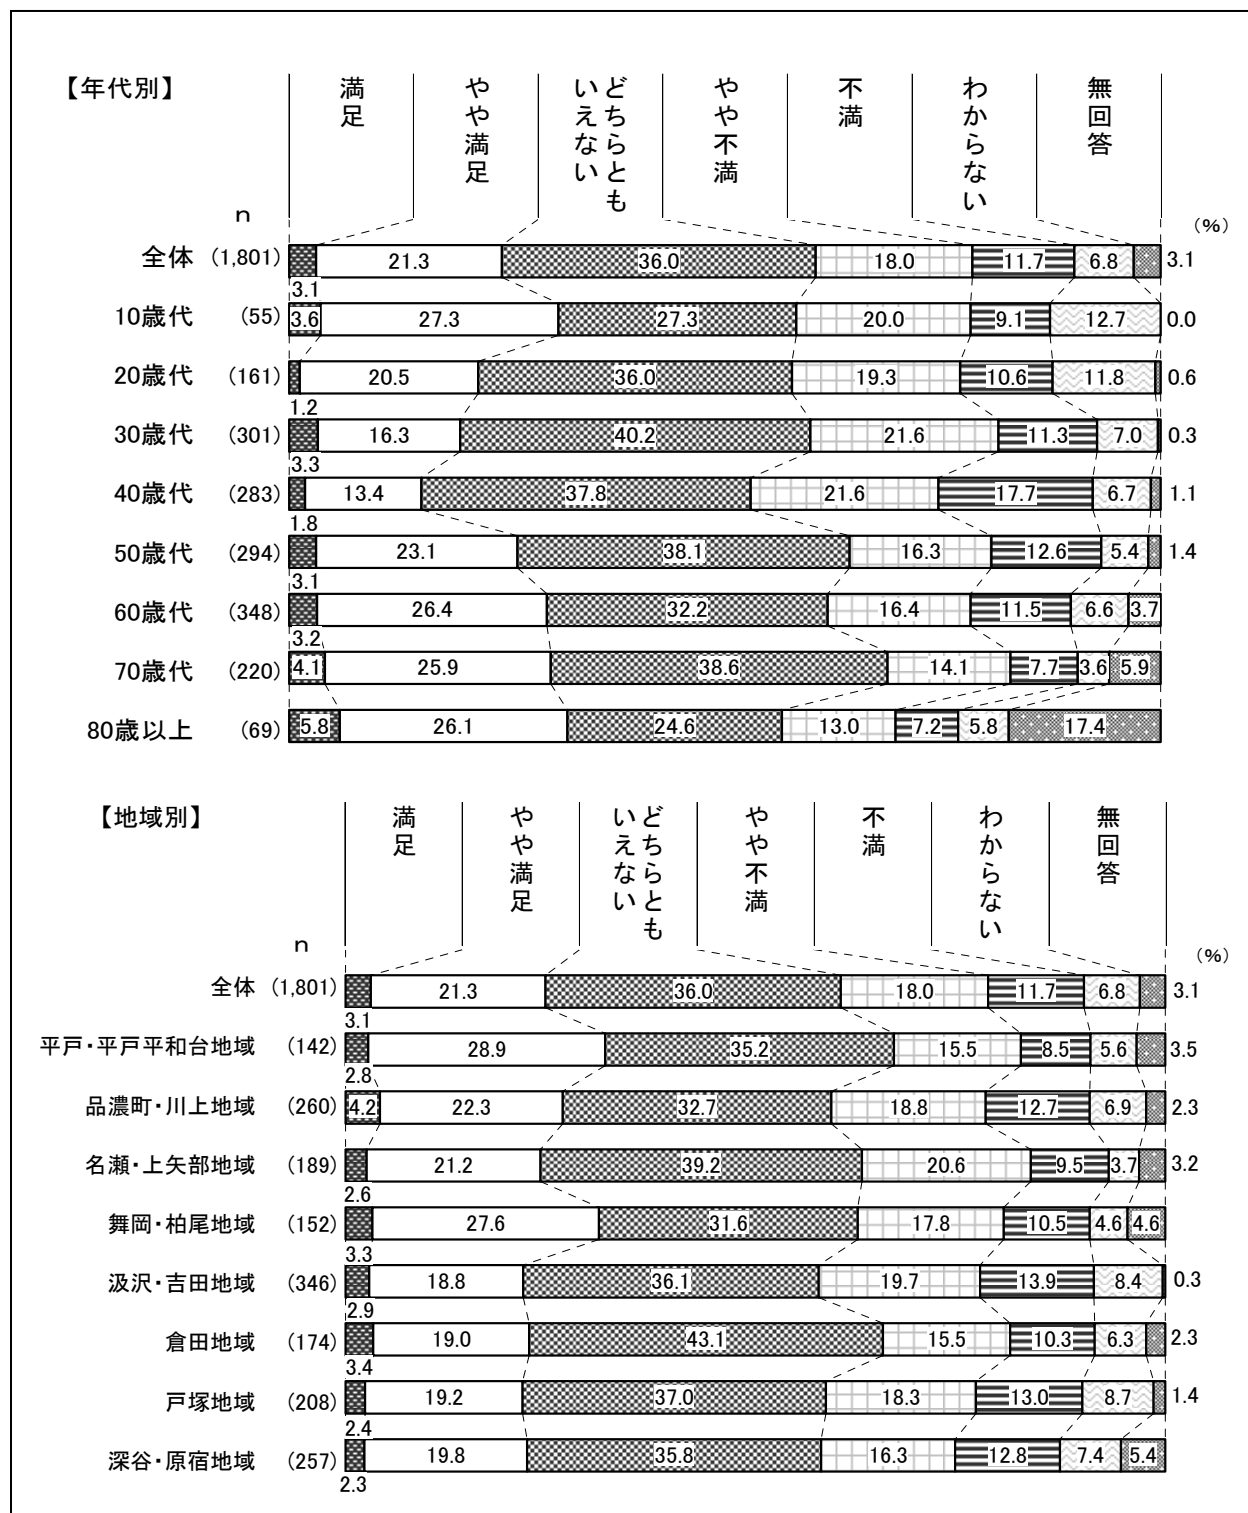 【年代別】
満足
やや満足
どちらとも
いえない
やや不満
不満
わからない
無回答
n
(%)
全体 (1,801) 3.1 21.3 36.0 18.0 11.7 6.8 3.1
10歳代 (55) 3.6 27.3 27.3 20.0 9.1 12.7 0.0
20歳代 (161) 1.2 20.5 36.0 19.3 10.6 11.8 0.6
30歳代 (301) 3.3 16.3 40.2 21.6 11.3 7.0 0.3
40歳代 (283) 1.8 13.4 37.8 21.6 17.7 6.7 1.1
50歳代 (294) 3.1 23.1 38.1 16.3 12.6 5.4 1.4
60歳代 (348) 3.2 26.4 32.2 16.4 11.5 6.6 3.7
70歳代 (220) 4.1 25.9 38.6 14.1 7.7 3.6 5.9
80歳以上 (69) 5.8 26.1 24.6 13.0 7.2 5.8 17.4
【地域別】
満足
やや満足
どちらとも
いえない
やや不満
不満
わからない
無回答
n
(%)
全体 (1,801) 3.1 21.3 36.0 18.0 11.7 6.8 3.1
平戸・平戸平和台地域 (142) 2.8 28.9 35.2 15.5 8.5 5.6 3.5
品濃町・川上地域 (260) 4.2 22.3 32.7 18.8 12.7 6.9 2.3
名瀬・上矢部地域 (189) 2.6 21.2 39.2 20.6 9.5 3.7 3.2
舞岡・柏尾地域 (152) 3.3 27.6 31.6 17.8 10.5 4.6 4.6
汲沢・吉田地域 (346) 2.9 18.8 36.1 19.7 13.9 8.4 0.3
倉田地域 (174) 3.4 19.0 43.1 15.5 10.3 6.3 2.3
戸塚地域 (208) 2.4 19.2 37.0 18.3 13.0 8.7 1.4
深谷・原宿地域 (257) 2.3 19.8 35.8 16.3 12.8 7.4 5.4